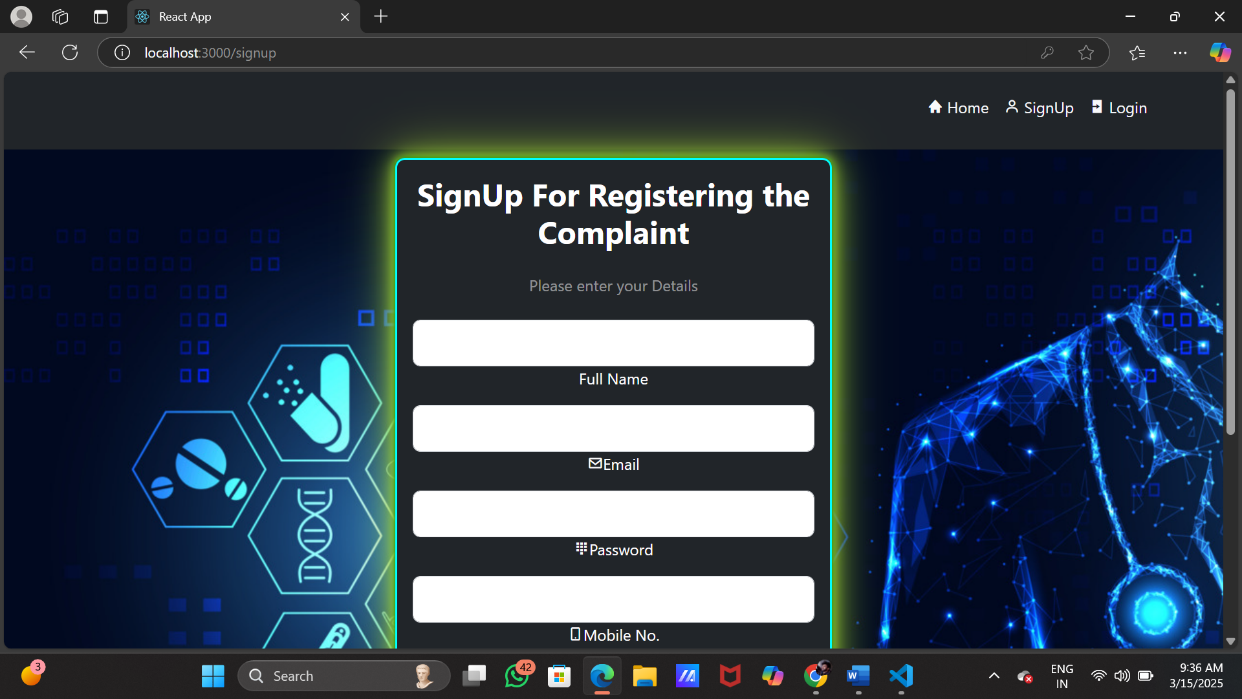 React App
localhost:3000/signup
Home SignUp Login
SignUp For Registering the
Complaint
Please enter your Details
Full Name
Email
Password
Mobile No.
3
Search
42
ENG
IN
9:36 AM
3/15/2025